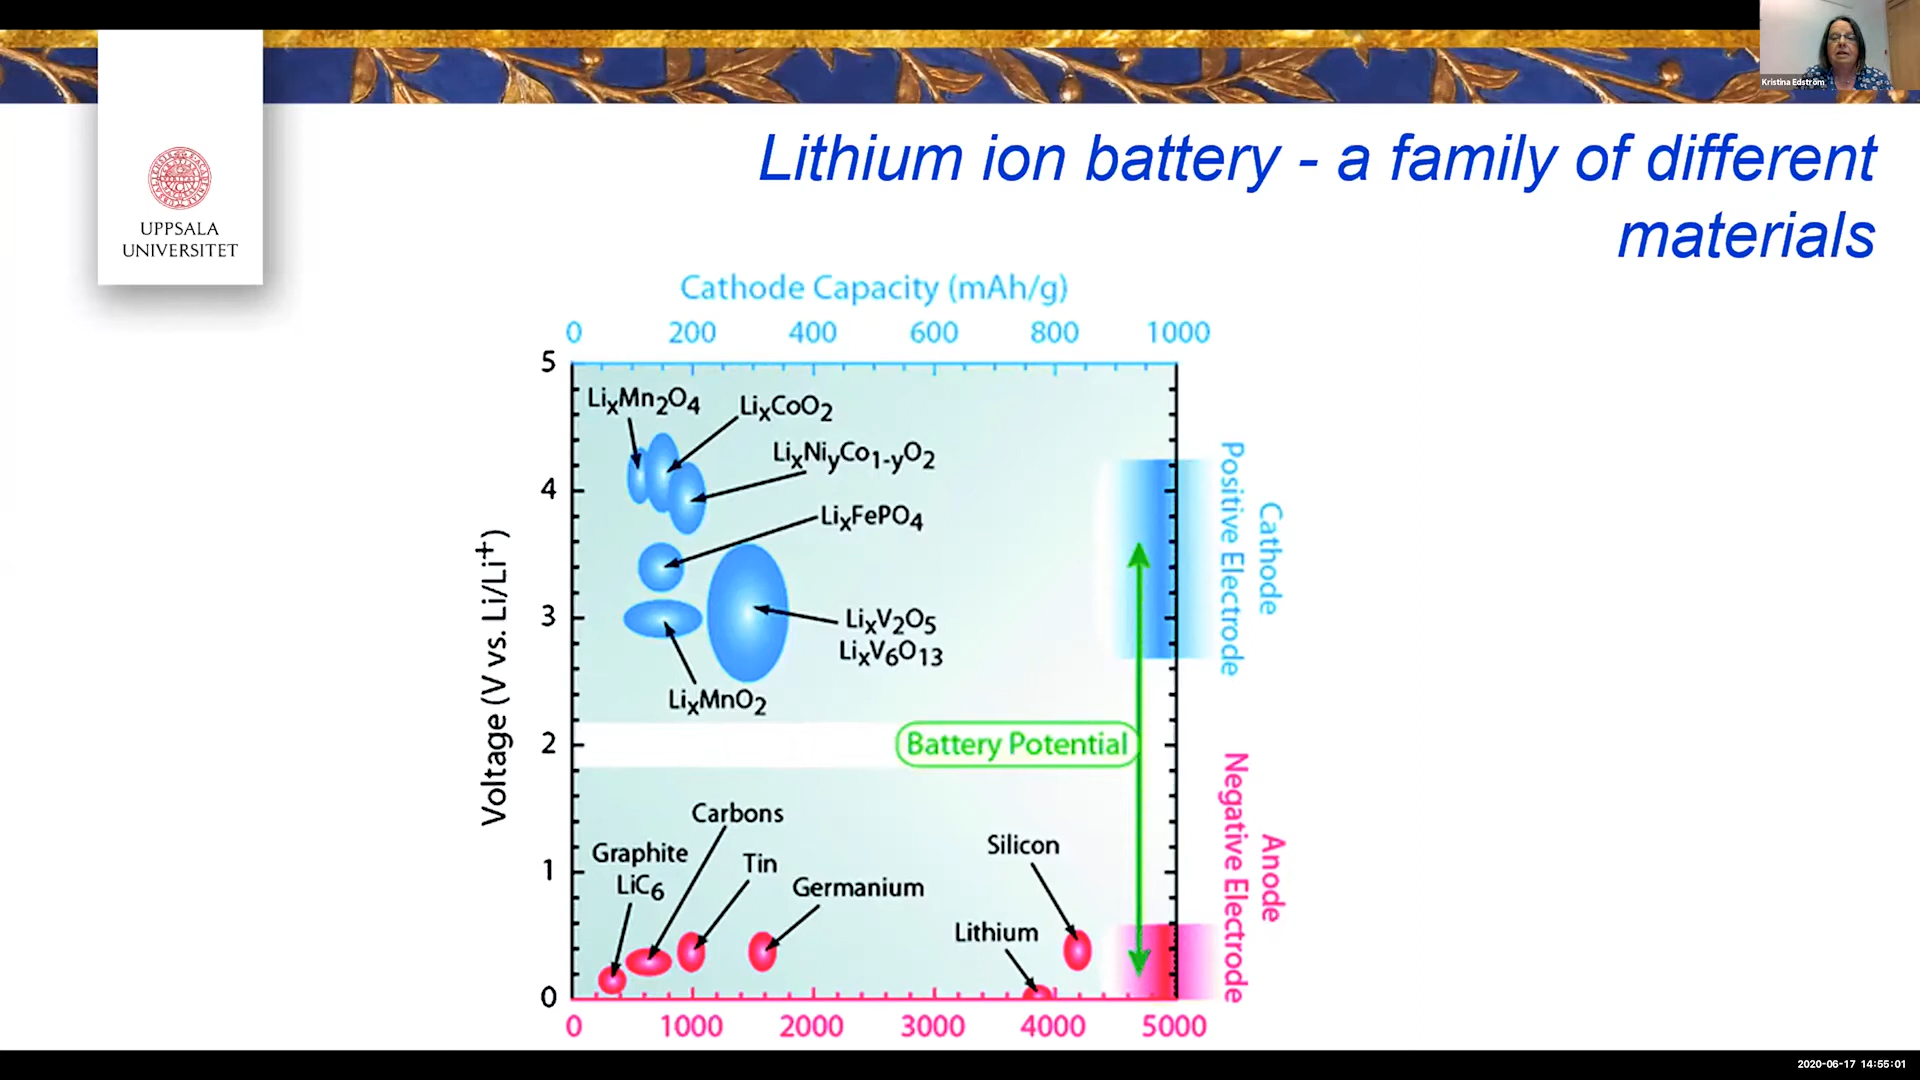 Kristina Edström
UPPSALA
UNIVERSITET
Lithium ion battery - a family of different
materials
Cathode Capacity (mAh/g)
0 200 400 600 800 1000
5
4
3
2
1
0
Voltage (V vs. Li/Li+)
LixMn2O4
LixCoO2
LixNiyCo1-yO2
LixFePO4
LixV2O5
LixV6O13
LixMnO2
Battery Potential
Carbons
Graphite
LiC6
Tin
Germanium
Silicon
Lithium
Cathode
Positive Electrode
Anode
Negative Electrode
0 1000 2000 3000 4000 5000
2020-06-17 14:55:01